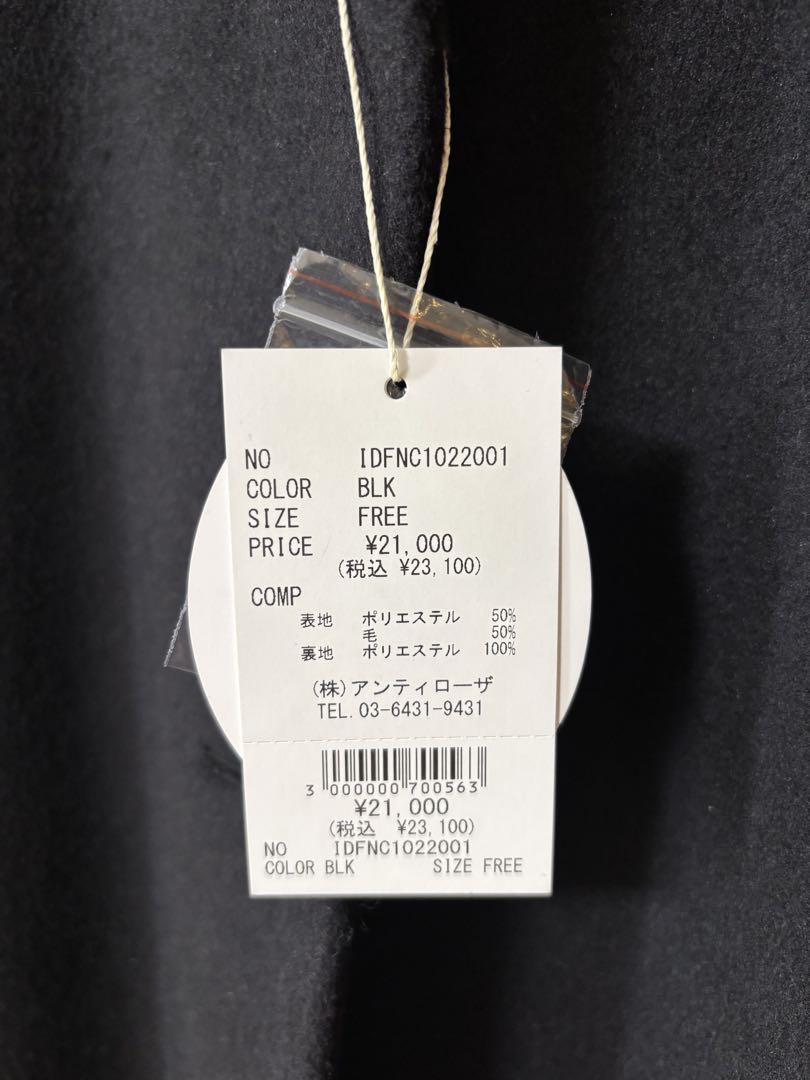 NO IDFNC1022001
COLOR BLK
SIZE FREE
PRICE ¥21,000
(税込 ¥23,100)
COMP
表地 ポリエステル 50%
毛 50%
裏地 ポリエステル 100%
(株)アンティローザ
TEL.03-6431-9431
3 000000 700563
¥21,000
(税込 ¥23,100)
NO IDFNC1022001
COLOR BLK SIZE FREE